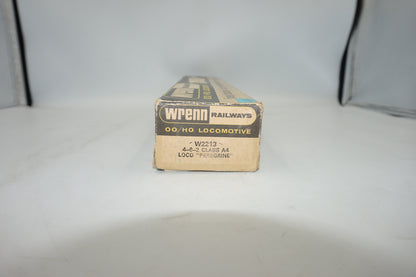 Wrenn RAILWAYS
OO/HO LOCOMOTIVE
W2213
4-6-2 CLASS A4
LOCO "PEREGRINE"